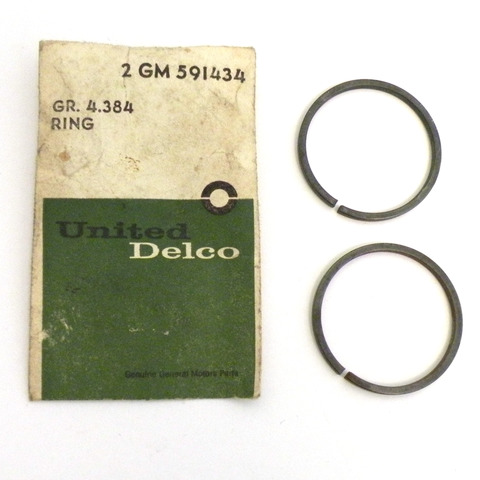 2 GM 591434
GR. 4.384
RING
United
Delco
Genuine General Motors Parts